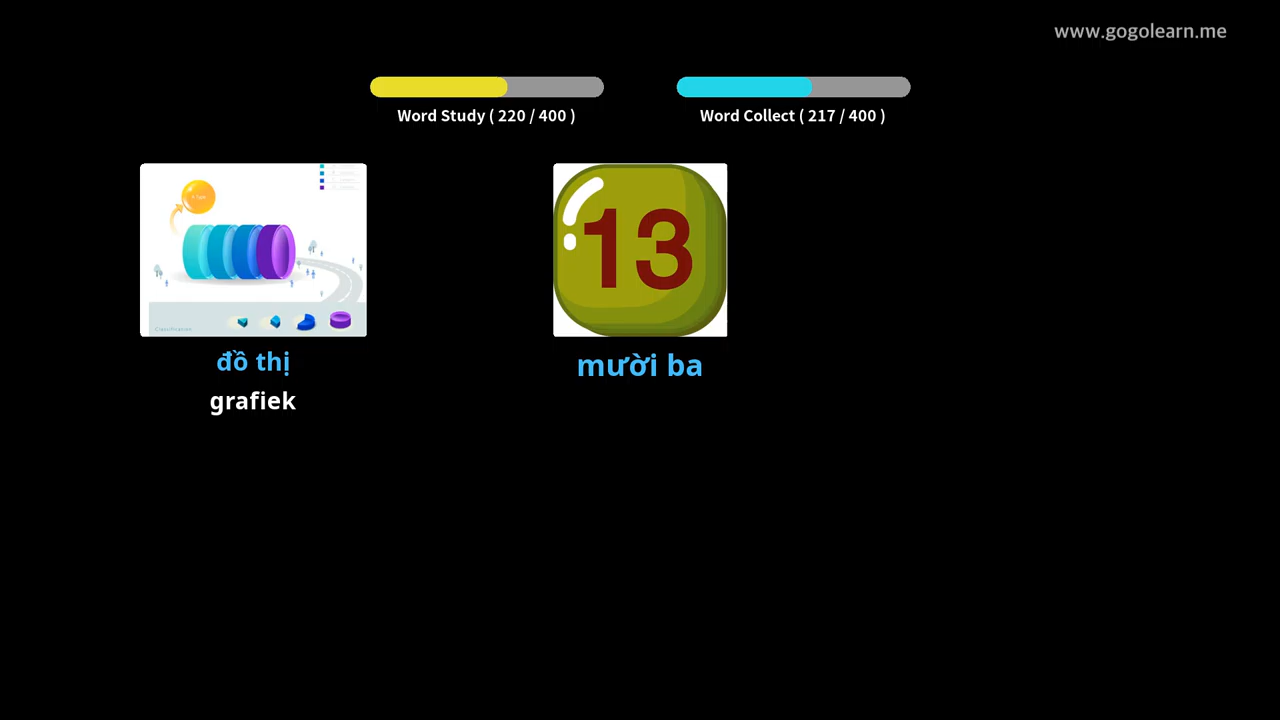 www.gogolearn.me
Word Study ( 220 / 400 )
Word Collect ( 217 / 400 )
13
đồ thị
mười ba
grafiek